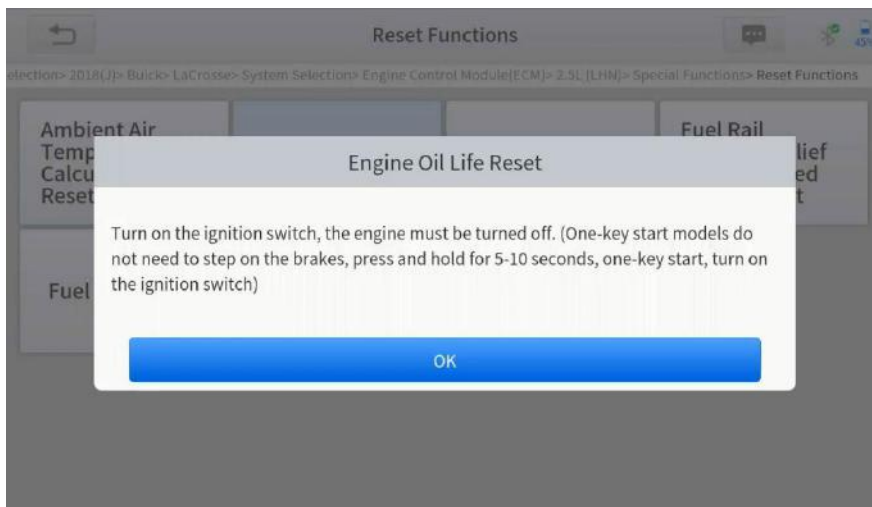 Reset Functions
45%
ection> 2018(J)> Buick> LaCrosse> System Selection> Engine Control Module(ECM)> 2.5L (LHN)> Special Functions> Reset Functions
Ambient Air
Temp
Calcu
Reset
Fuel Rail
lief
ed
t
Engine Oil Life Reset
Turn on the ignition switch, the engine must be turned off. (One-key start models do
not need to step on the brakes, press and hold for 5-10 seconds, one-key start, turn on
the ignition switch)
Fuel
OK